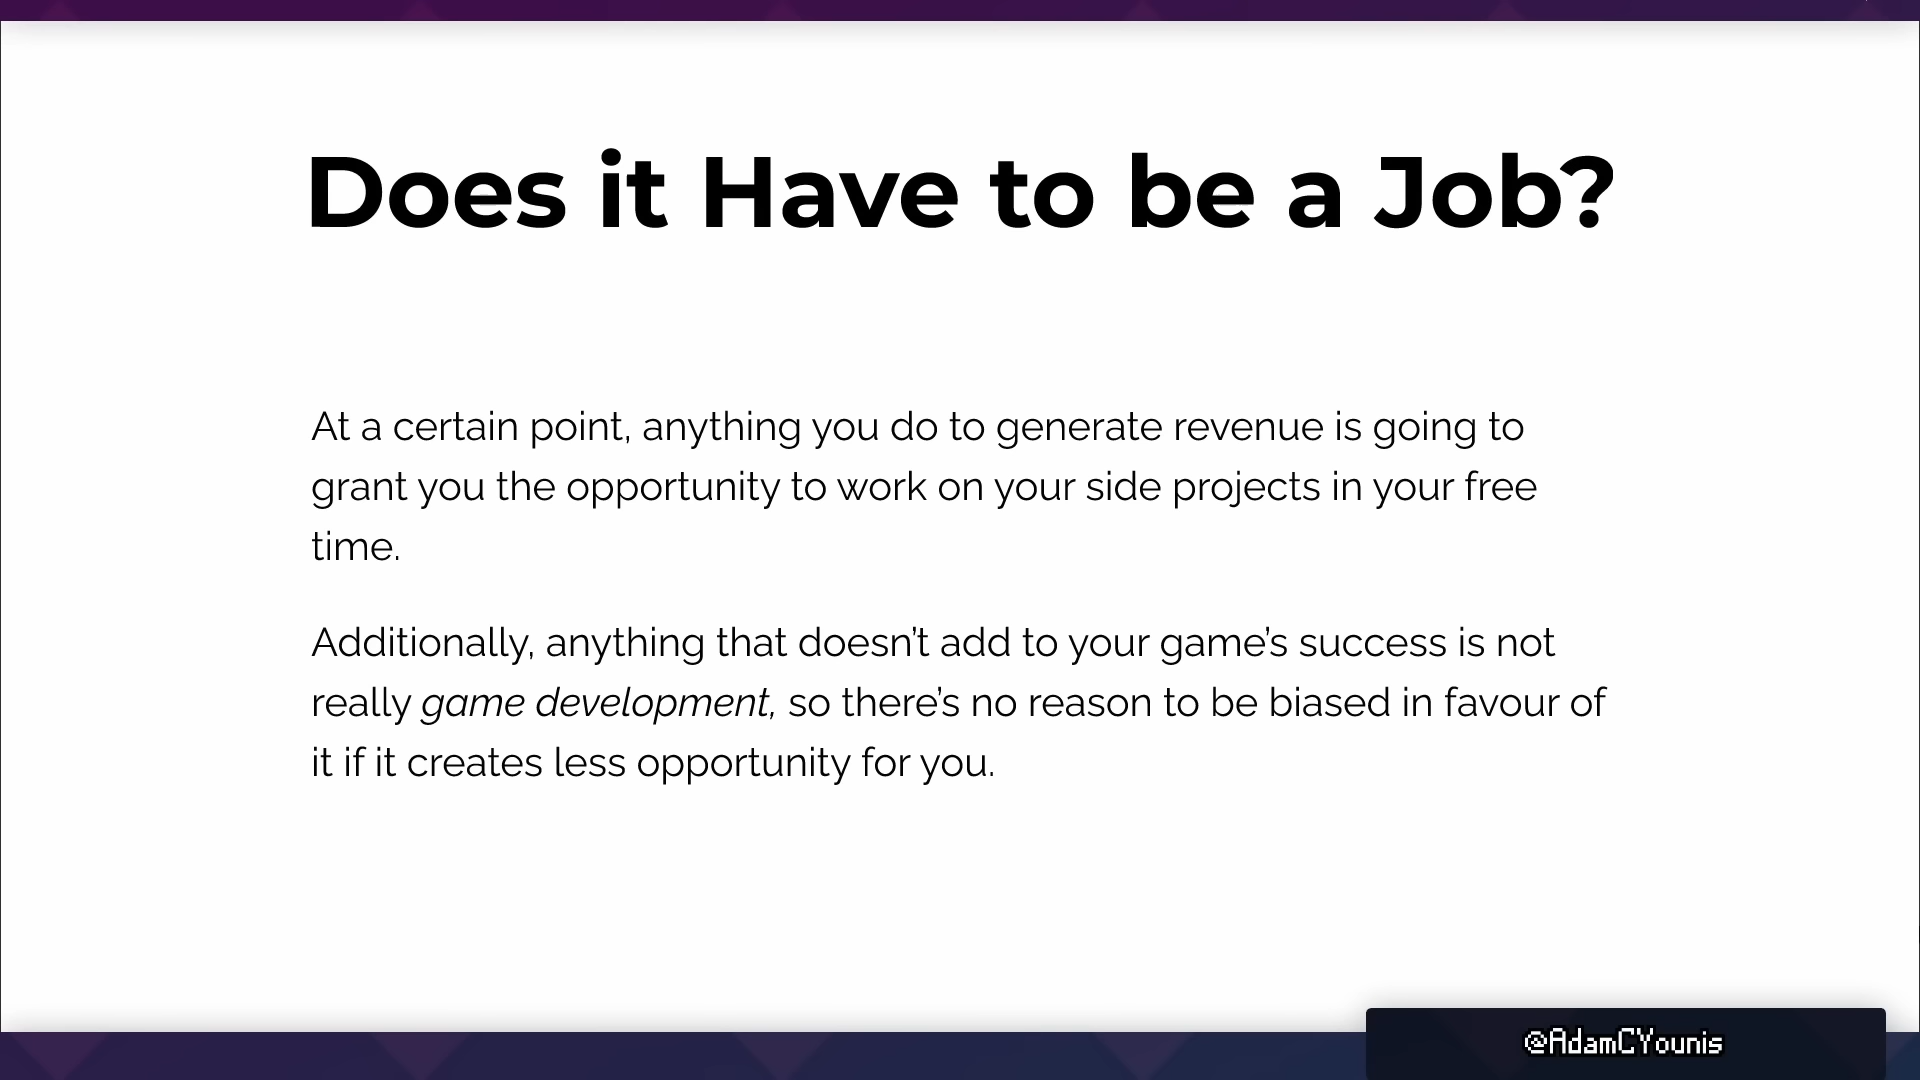 Does it Have to be a Job?
At a certain point, anything you do to generate revenue is going to
grant you the opportunity to work on your side projects in your free
time.
Additionally, anything that doesn’t add to your game’s success is not
really game development, so there’s no reason to be biased in favour of
it if it creates less opportunity for you.
@AdamCYounis